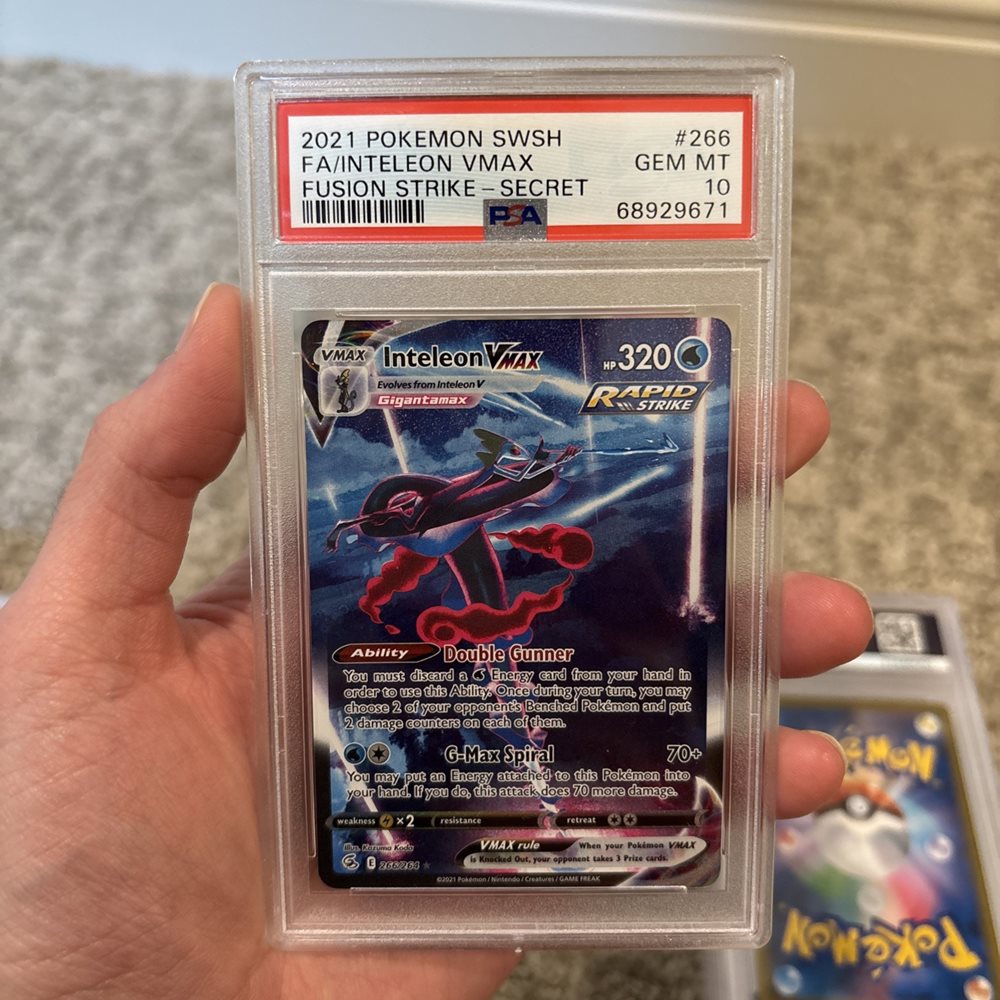 2021 POKEMON SWSH #266
FA/INTELEON VMAX GEM MT
FUSION STRIKE – SECRET 10
PSA 68929671
VMAX Inteleon VMAX HP 320
Evolves from Inteleon V
Gigantamax
RAPID
STRIKE
Ability Double Gunner
You must discard a Energy card from your hand in
order to use this Ability. Once during your turn, you may
choose 2 of your opponent's Benched Pokémon and put
2 damage counters on each of them.
G-Max Spiral 70+
You may put an Energy attached to this Pokémon into
your hand. If you do, this attack does 70 more damage.
weakness ×2 resistance retreat
Illus. Kazuma Koda
VMAX rule When your Pokémon VMAX
is Knocked Out, your opponent takes 3 Prize cards.
E 266/264
©2021 Pokémon / Nintendo / Creatures / GAME FREAK
POKéMON
POKéMON